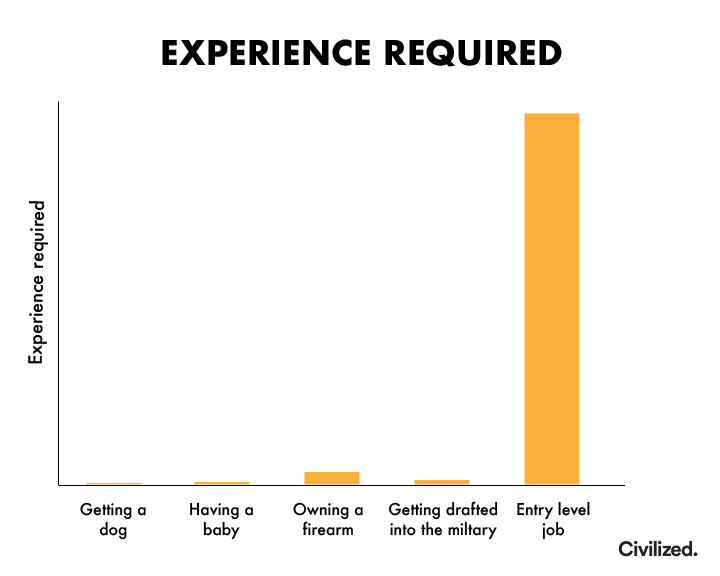 EXPERIENCE REQUIRED
Experience required
Getting a
dog
Having a
baby
Owning a
firearm
Getting drafted
into the miltary
Entry level
job
Civilized.